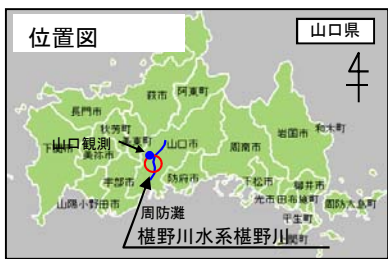 位置図
山口県
萩市
阿東町
長門市
秋芳町
美東町
山口観測
山口市
岩国市
和木町
下関市
美祢市
周南市
宇部市
防府市
下松市
柳井市
山陽小野田市
光市
田布施町
周防大島町
周防灘
平生町
椹野川水系椹野川
関町